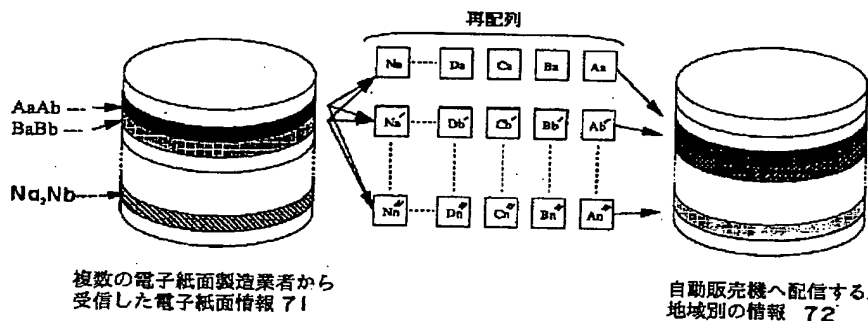 再配列
Na Da Ca Ba Aa
AaAb
BaBb
Na' Db' Cb' Bb' Ab'
Na,Nb
Nn" Dn" Cn" Bn" An"
複数の電子紙面製造業者から
受信した電子紙面情報 71
自動販売機へ配信する
地域別の情報 72